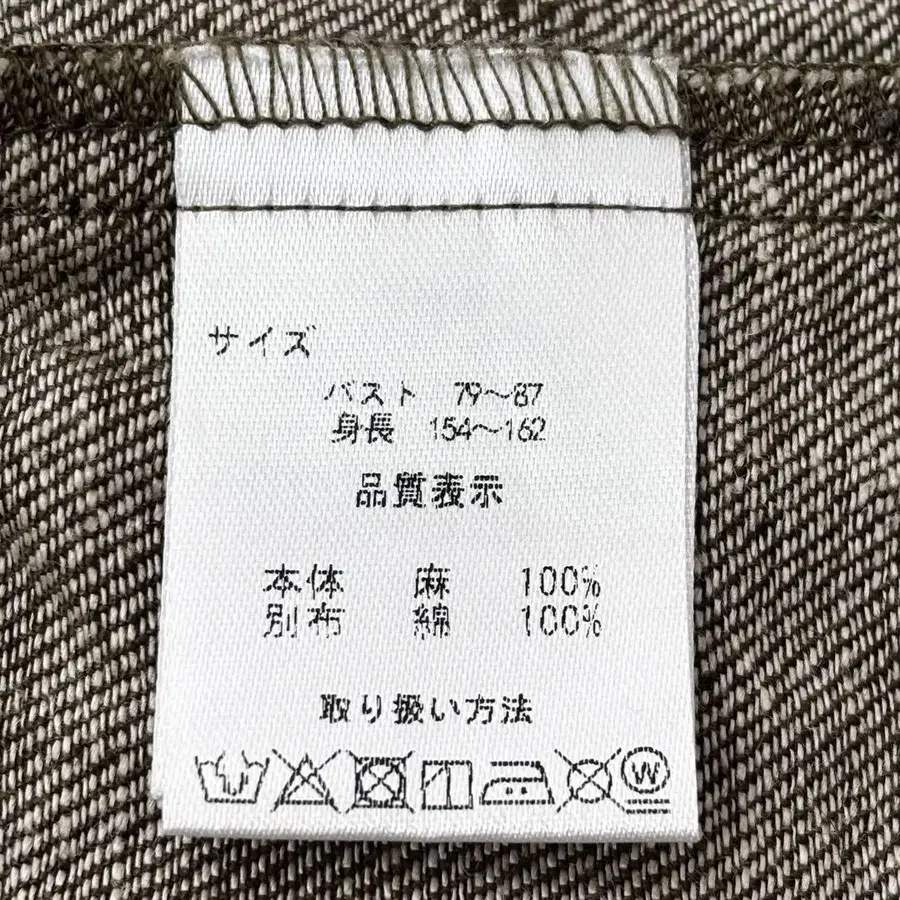 サイズ
バスト 79～87
身長 154～162
品質表示
本体 麻 100%
別布 綿 100%
取り扱い方法
W